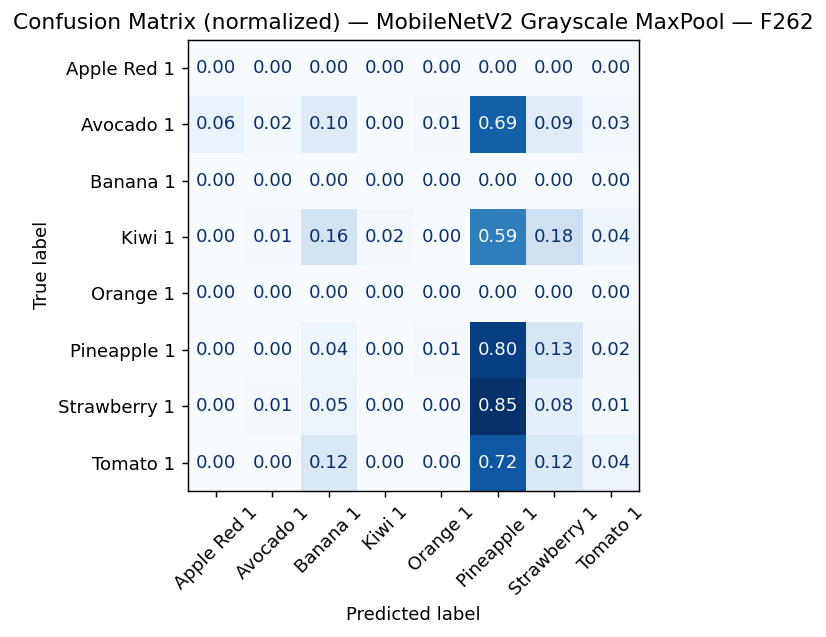 Confusion Matrix (normalized) — MobileNetV2 Grayscale MaxPool — F262
Apple Red 1 0.00 0.00 0.00 0.00 0.00 0.00 0.00 0.00
Avocado 1 0.06 0.02 0.10 0.00 0.01 0.69 0.09 0.03
Banana 1 0.00 0.00 0.00 0.00 0.00 0.00 0.00 0.00
Kiwi 1 0.00 0.01 0.16 0.02 0.00 0.59 0.18 0.04
Orange 1 0.00 0.00 0.00 0.00 0.00 0.00 0.00 0.00
Pineapple 1 0.00 0.00 0.04 0.00 0.01 0.80 0.13 0.02
Strawberry 1 0.00 0.01 0.05 0.00 0.00 0.85 0.08 0.01
Tomato 1 0.00 0.00 0.12 0.00 0.00 0.72 0.12 0.04
True label
Apple Red 1 Avocado 1 Banana 1 Kiwi 1 Orange 1 Pineapple 1 Strawberry 1 Tomato 1
Predicted label